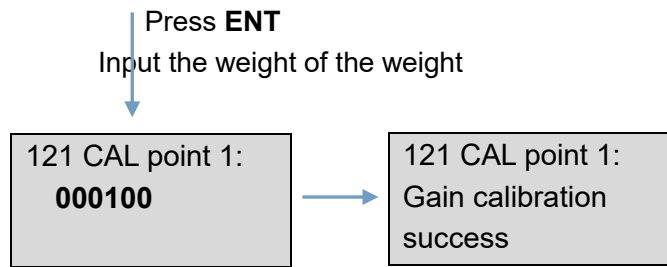 Press ENT
Input the weight of the weight
121 CAL point 1:
000100
121 CAL point 1:
Gain calibration
success